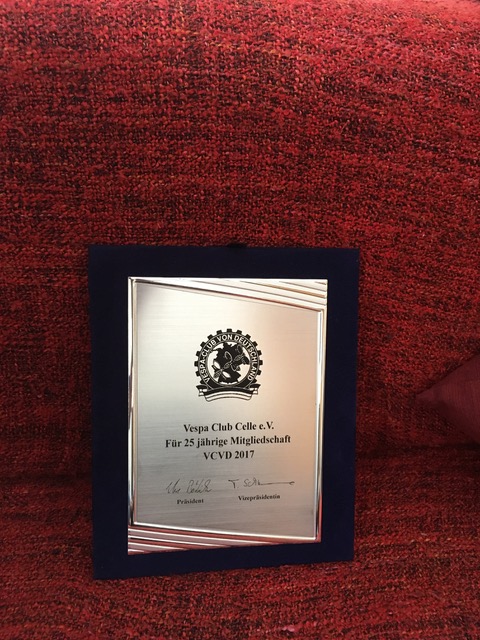 VESPA CLUB VON DEUTSCHLAND
Vespa Club Celle e.V.
Für 25 jährige Mitgliedschaft
VCVD 2017
Präsident Vizepräsidentin